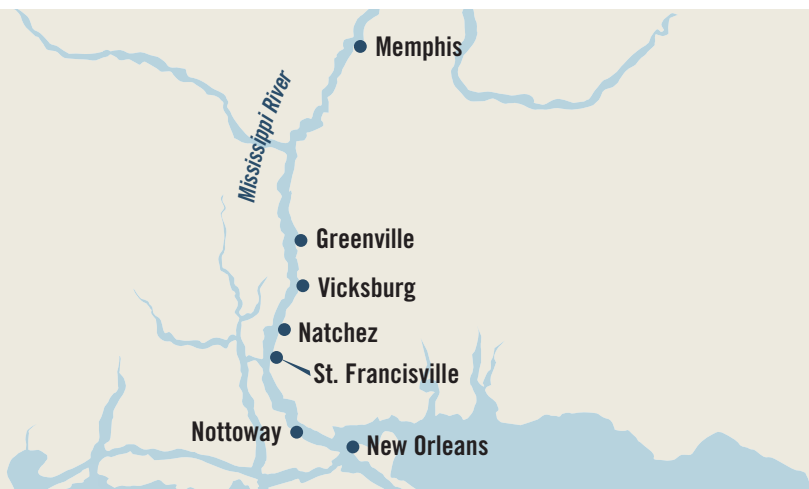 Memphis
Mississippi River
Greenville
Vicksburg
Natchez
St. Francisville
Nottoway
New Orleans